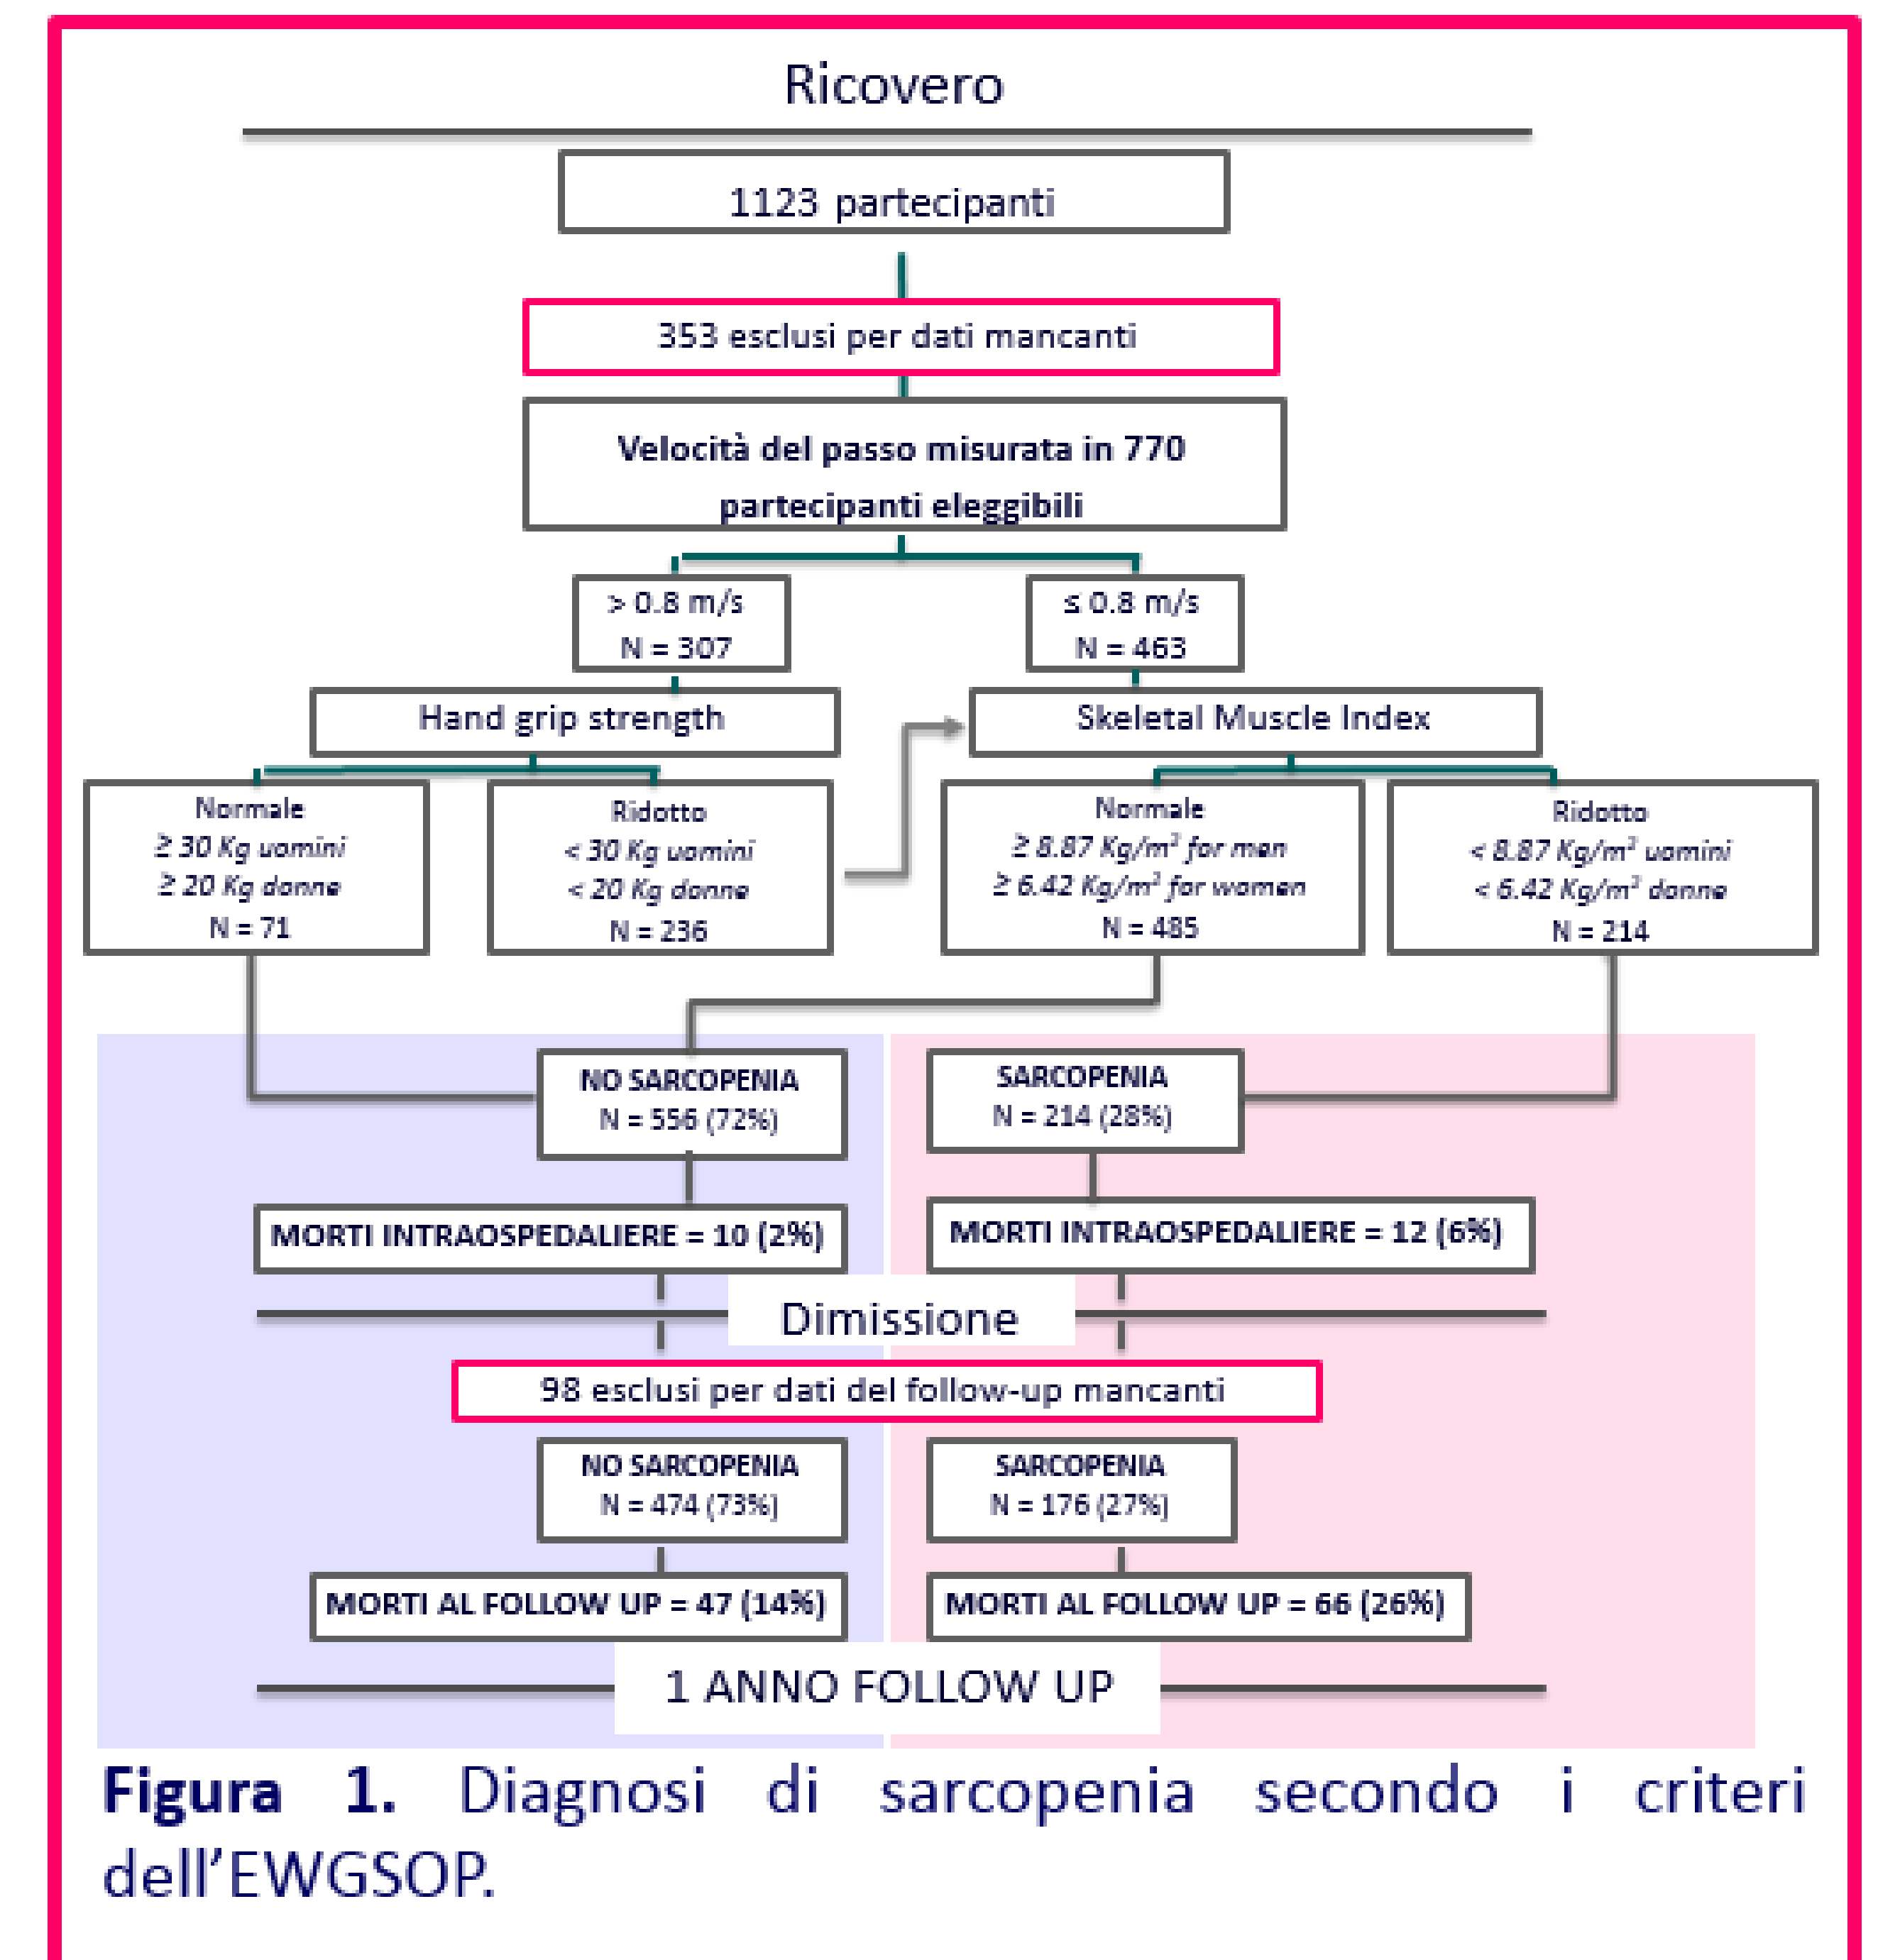 Ricovero
1123 partecipanti
353 esclusi per dati mancanti
Velocità del passo misurata in 770
partecipanti eleggibili
> 0.8 m/s
N = 307
≤ 0.8 m/s
N = 463
Hand grip strength
Skeletal Muscle Index
Normale
≥ 30 Kg uomini
≥ 20 Kg donne
N = 71
Ridotto
< 30 Kg uomini
< 20 Kg donne
N = 236
Normale
≥ 8.87 Kg/m² for men
≥ 6.42 Kg/m² for women
N = 485
Ridotto
< 8.87 Kg/m² uomini
< 6.42 Kg/m² donne
N = 214
NO SARCOPENIA
N = 556 (72%)
SARCOPENIA
N = 214 (28%)
MORTI INTRAOSPEDALIERE = 10 (2%)
MORTI INTRAOSPEDALIERE = 12 (6%)
Dimissione
98 esclusi per dati del follow-up mancanti
NO SARCOPENIA
N = 474 (73%)
SARCOPENIA
N = 176 (27%)
MORTI AL FOLLOW UP = 47 (14%)
MORTI AL FOLLOW UP = 66 (26%)
1 ANNO FOLLOW UP
Figura 1. Diagnosi di sarcopenia secondo i criteri
dell'EWGSOP.